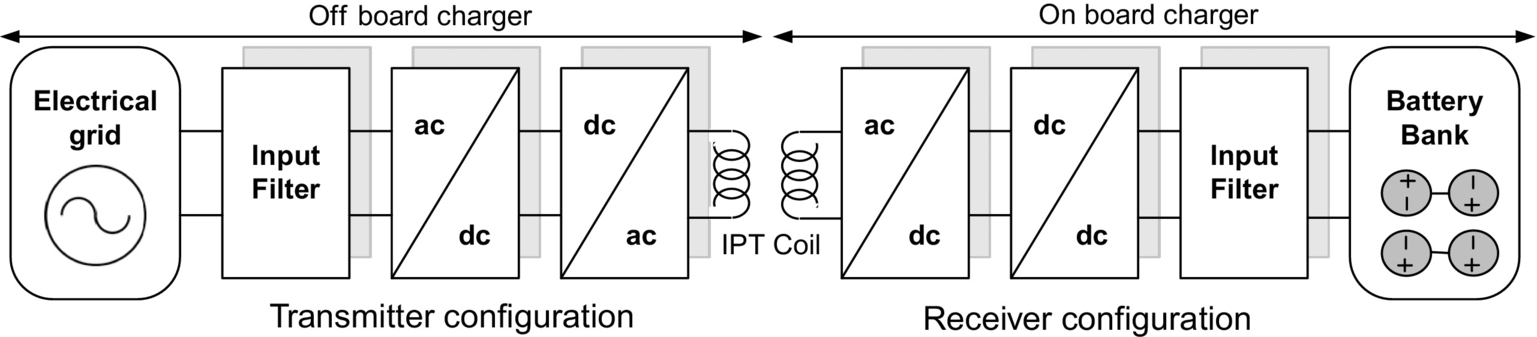 Off board charger
On board charger
Electrical
grid
Input
Filter
ac
dc
dc
ac
IPT Coil
ac
dc
dc
dc
Input
Filter
Battery
Bank
+
-
-
+
-
+
-
+
Transmitter configuration
Receiver configuration